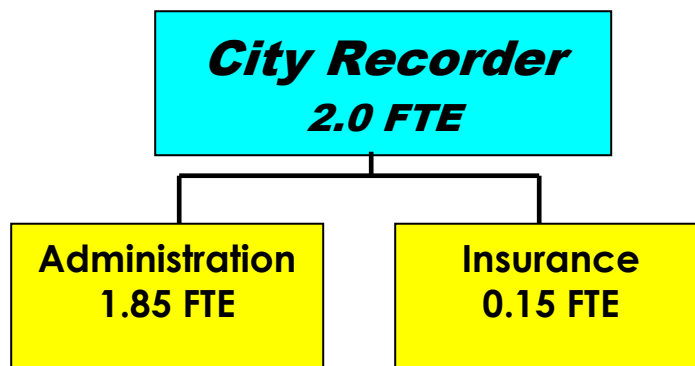 City Recorder
2.0 FTE
Administration
1.85 FTE
Insurance
0.15 FTE